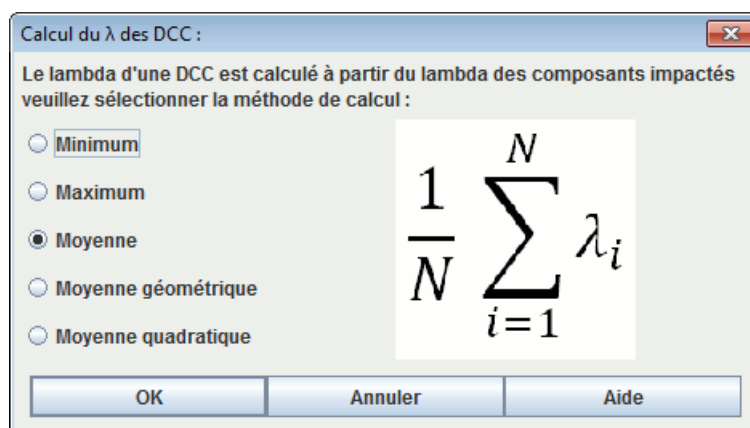 Calcul du λ des DCC :
Le lambda d'une DCC est calculé à partir du lambda des composants impactés
veuillez sélectionner la méthode de calcul :
Minimum
Maximum
Moyenne
Moyenne géométrique
Moyenne quadratique
1/N ∑ i=1 N λi
OK Annuler Aide